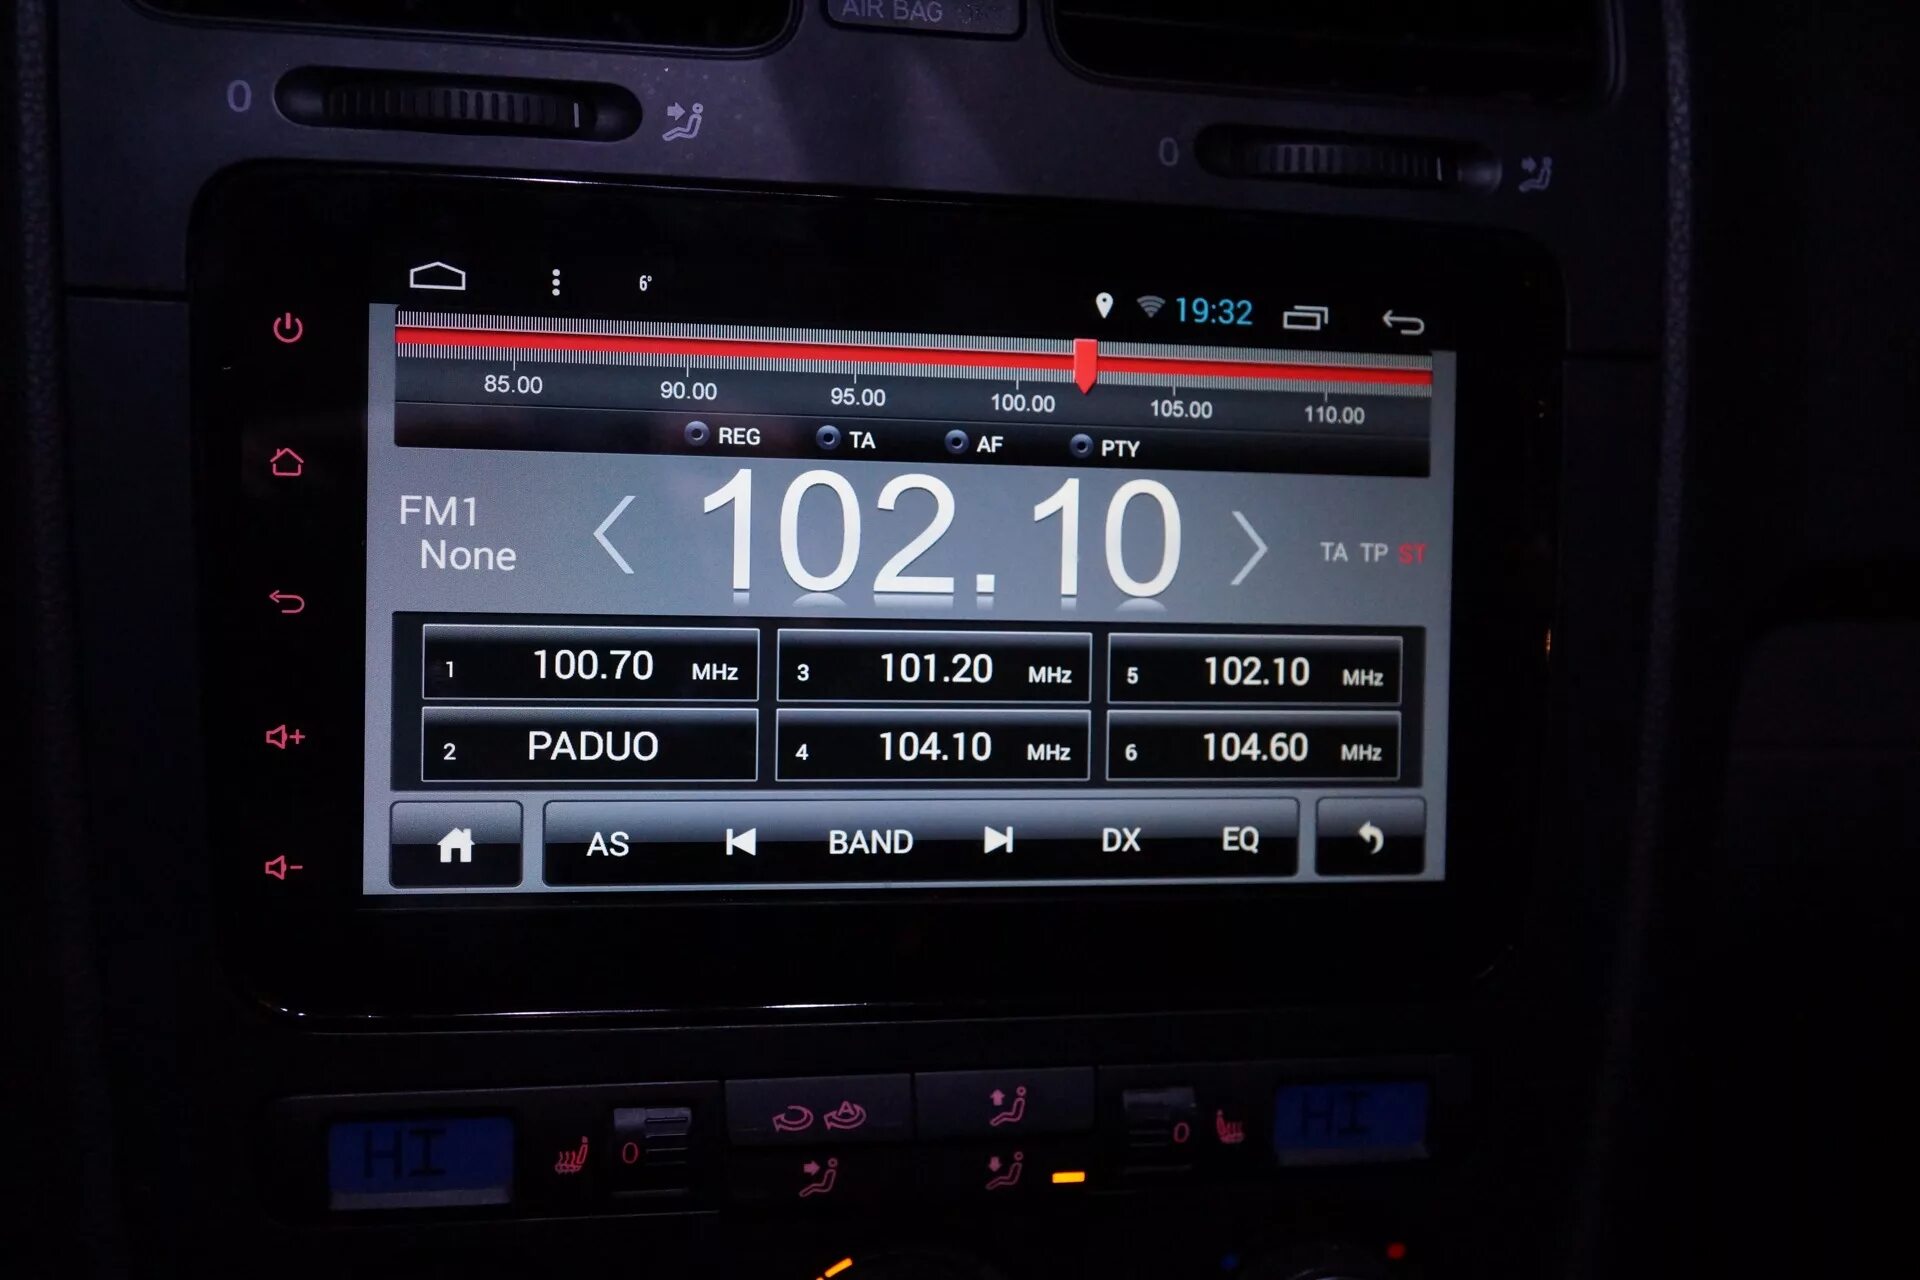 AIR BAG
0
0
6°
19:32
85.00 90.00 95.00 100.00 105.00 110.00
REG TA AF PTY
FM1
None
102.10
TA TP ST
1 100.70 MHz
3 101.20 MHz
5 102.10 MHz
2 PADUO
4 104.10 MHz
6 104.60 MHz
AS BAND DX EQ
HI
0
A
0
HI